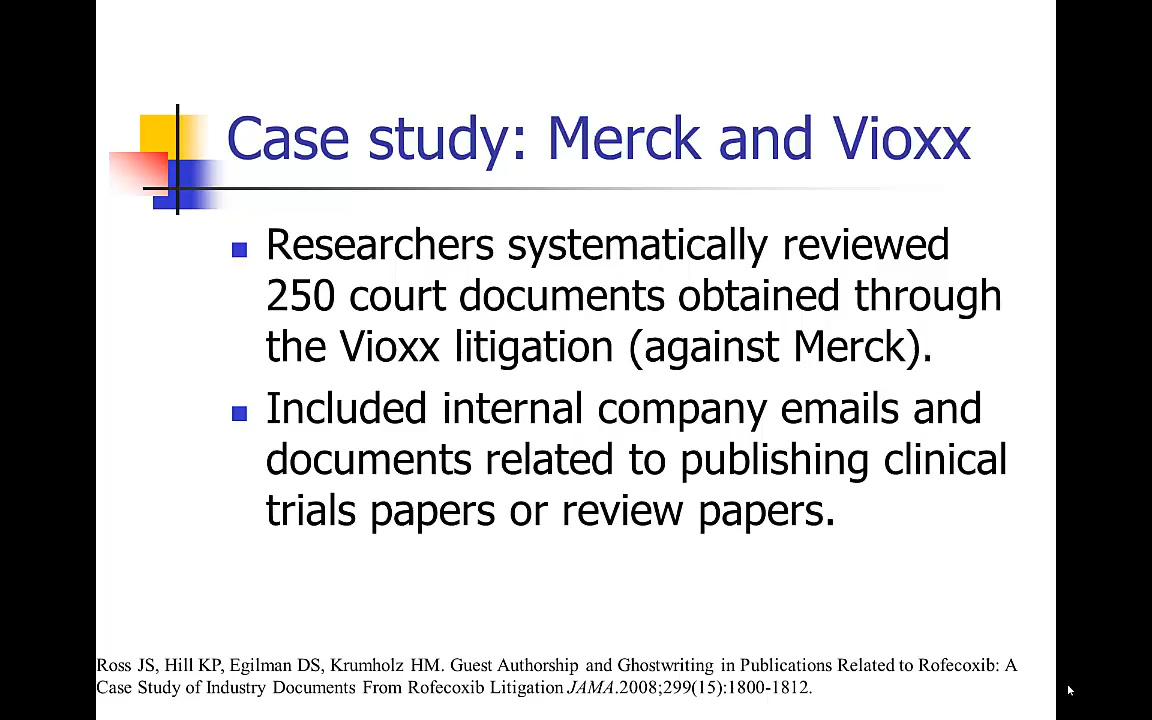 Case study: Merck and Vioxx
Researchers systematically reviewed
250 court documents obtained through
the Vioxx litigation (against Merck).
Included internal company emails and
documents related to publishing clinical
trials papers or review papers.
Ross JS, Hill KP, Egilman DS, Krumholz HM. Guest Authorship and Ghostwriting in Publications Related to Rofecoxib: A
Case Study of Industry Documents From Rofecoxib Litigation JAMA.2008;299(15):1800-1812.